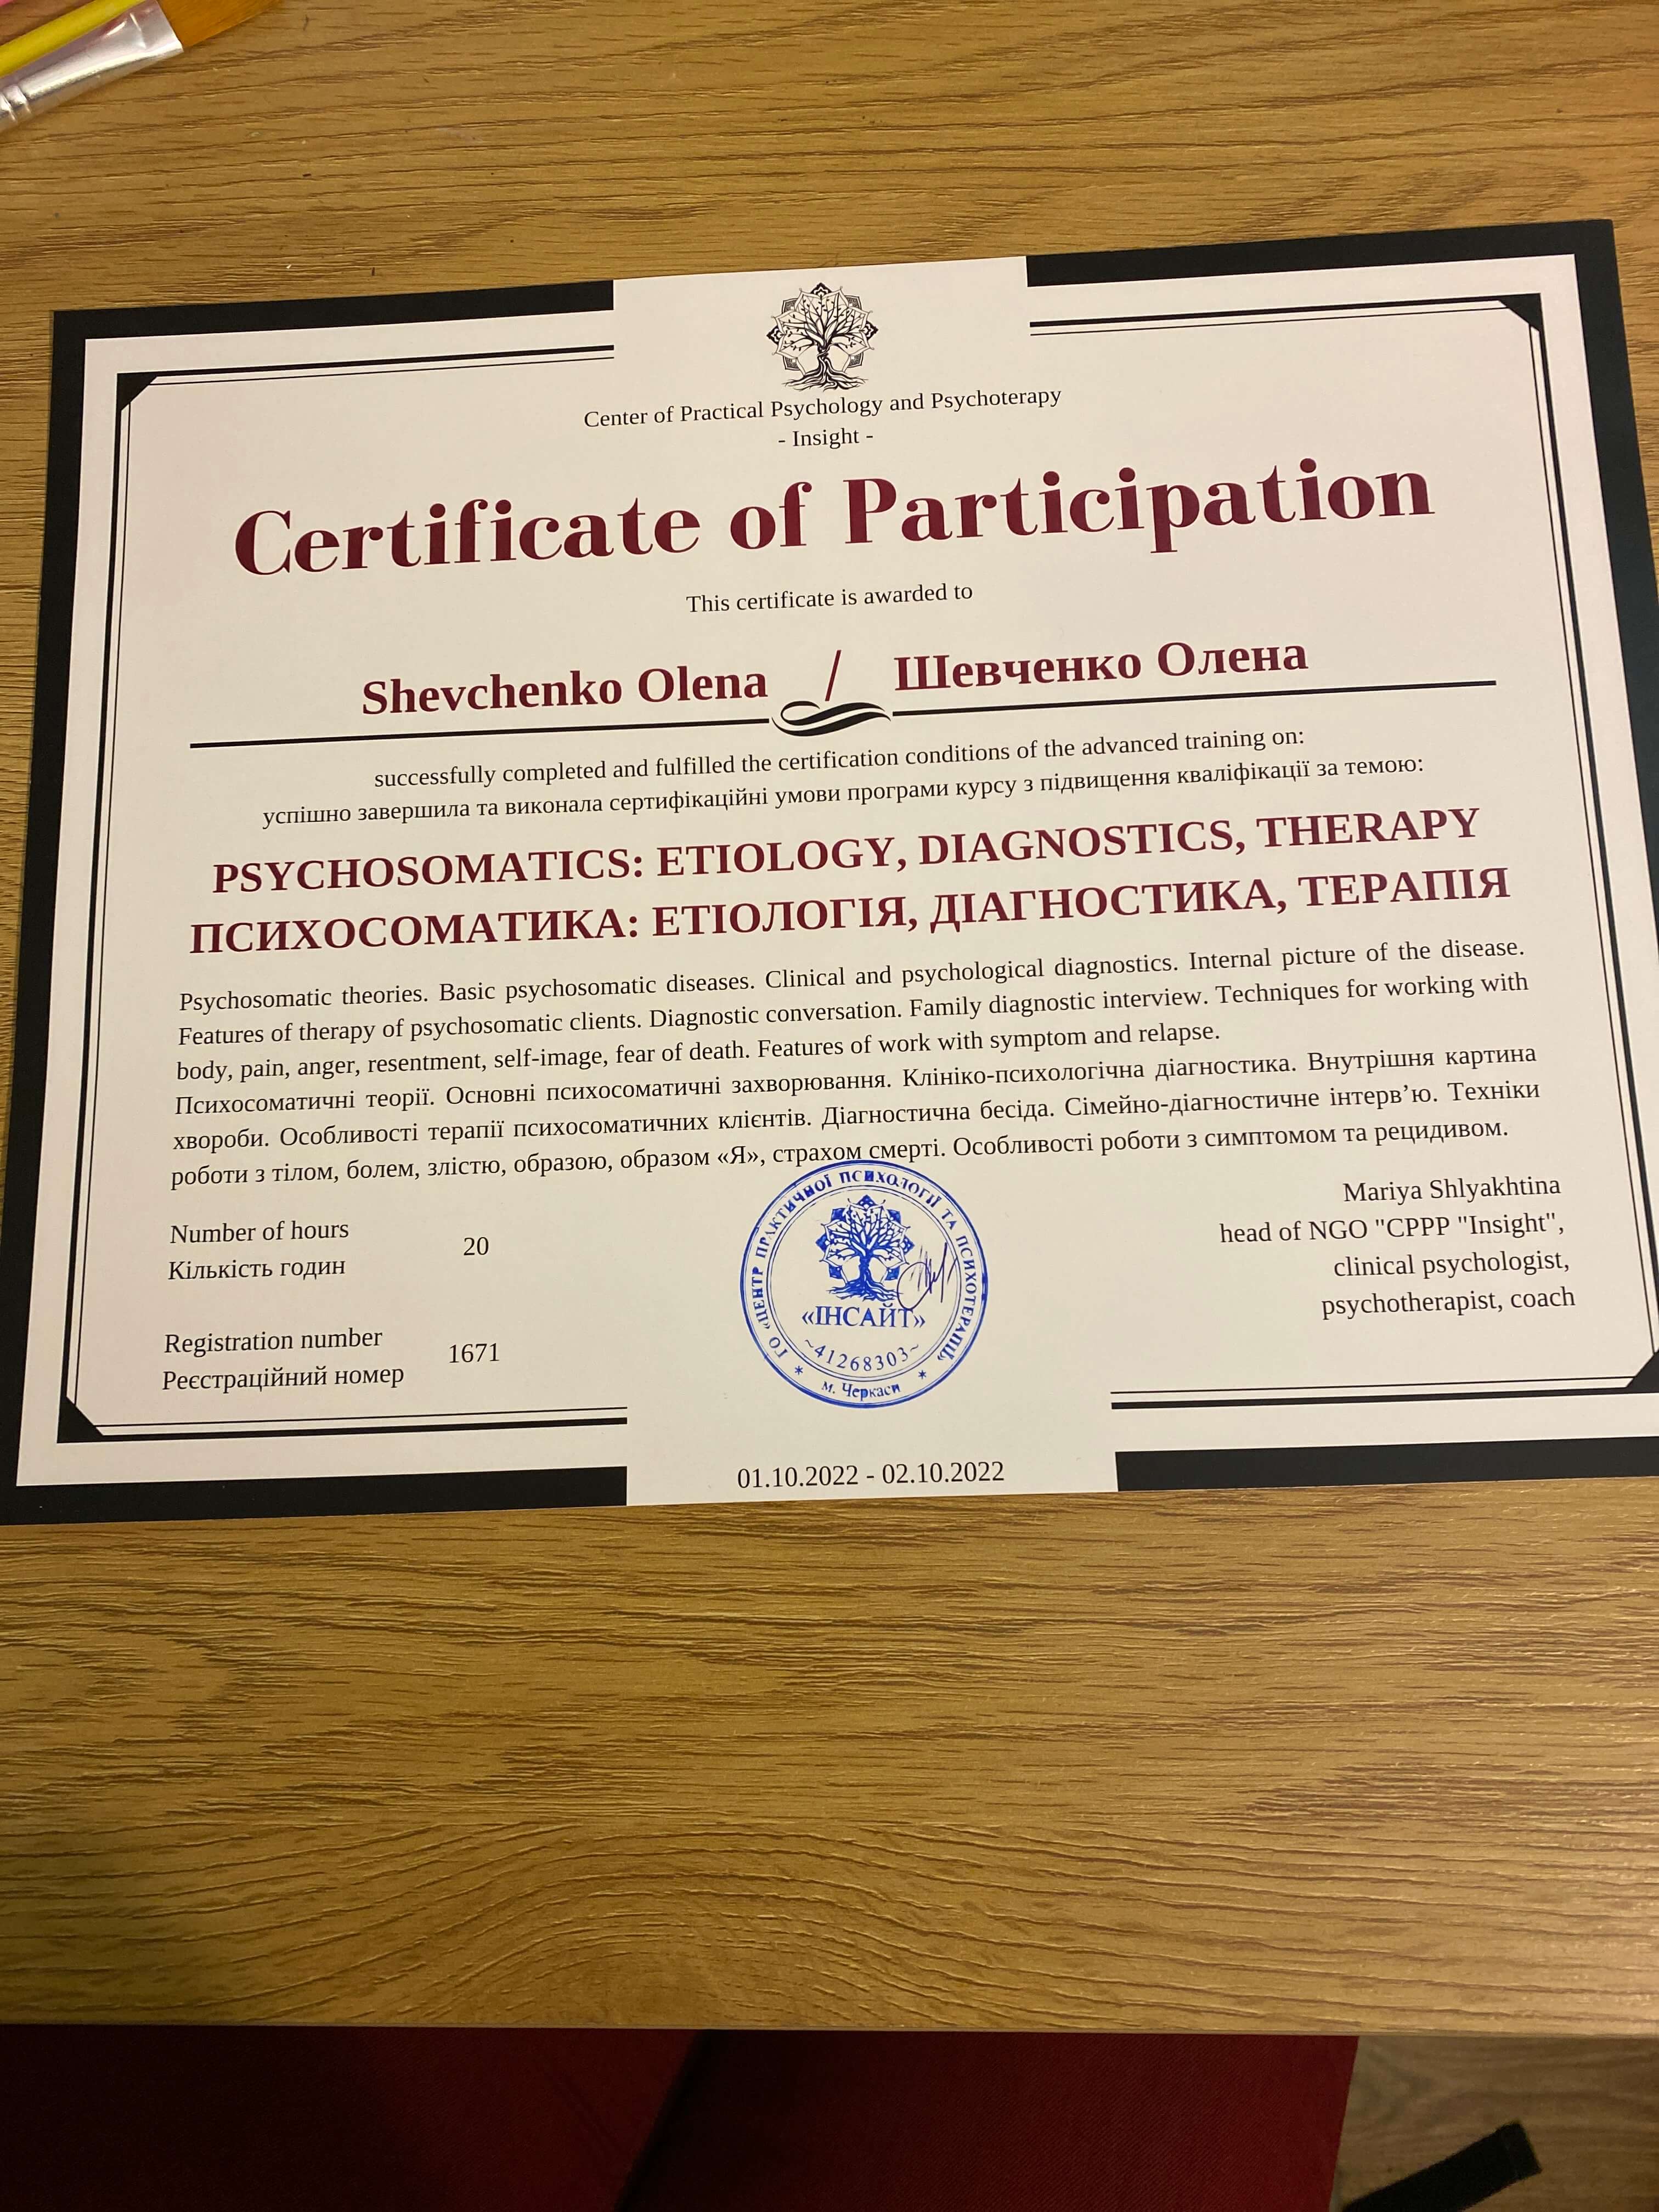 Center of Practical Psychology and Psychoterapy
- Insight -
Certificate of Participation
This certificate is awarded to
Shevchenko Olena / Шевченко Олена
successfully completed and fulfilled the certification conditions of the advanced training on:
успішно завершила та виконала сертифікаційні умови програми курсу з підвищення кваліфікації за темою:
PSYCHOSOMATICS: ETIOLOGY, DIAGNOSTICS, THERAPY
ПСИХОСОМАТИКА: ЕТІОЛОГІЯ, ДІАГНОСТИКА, ТЕРАПІЯ
Psychosomatic theories. Basic psychosomatic diseases. Clinical and psychological diagnostics. Internal picture of the disease.
Features of therapy of psychosomatic clients. Diagnostic conversation. Family diagnostic interview. Techniques for working with
body, pain, anger, resentment, self-image, fear of death. Features of work with symptom and relapse.
Психосоматичні теорії. Основні психосоматичні захворювання. Клініко-психологічна діагностика. Внутрішня картина
хвороби. Особливості терапії психосоматичних клієнтів. Діагностична бесіда. Сімейно-діагностичне інтерв’ю. Техніки
роботи з тілом, болем, злістю, образою, образом «Я», страхом смерті. Особливості роботи з симптомом та рецидивом.
Number of hours
Кількість годин
20
Registration number
Реєстраційний номер
1671
ГО «ЦЕНТР ПРАКТИЧНОЇ ПСИХОЛОГІЇ ТА ПСИХОТЕРАПІЇ»
«ІНСАЙТ»
~41268303~
* м. Черкаси *
Mariya Shlyakhtina
head of NGO "CPPP "Insight",
clinical psychologist,
psychotherapist, coach
01.10.2022 - 02.10.2022